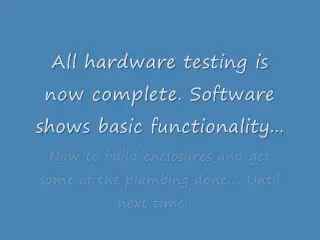 All hardware testing is
now complete. Software
shows basic functionality...
Now to build enclosures and get
some of the plumbing done.... Until
next time...